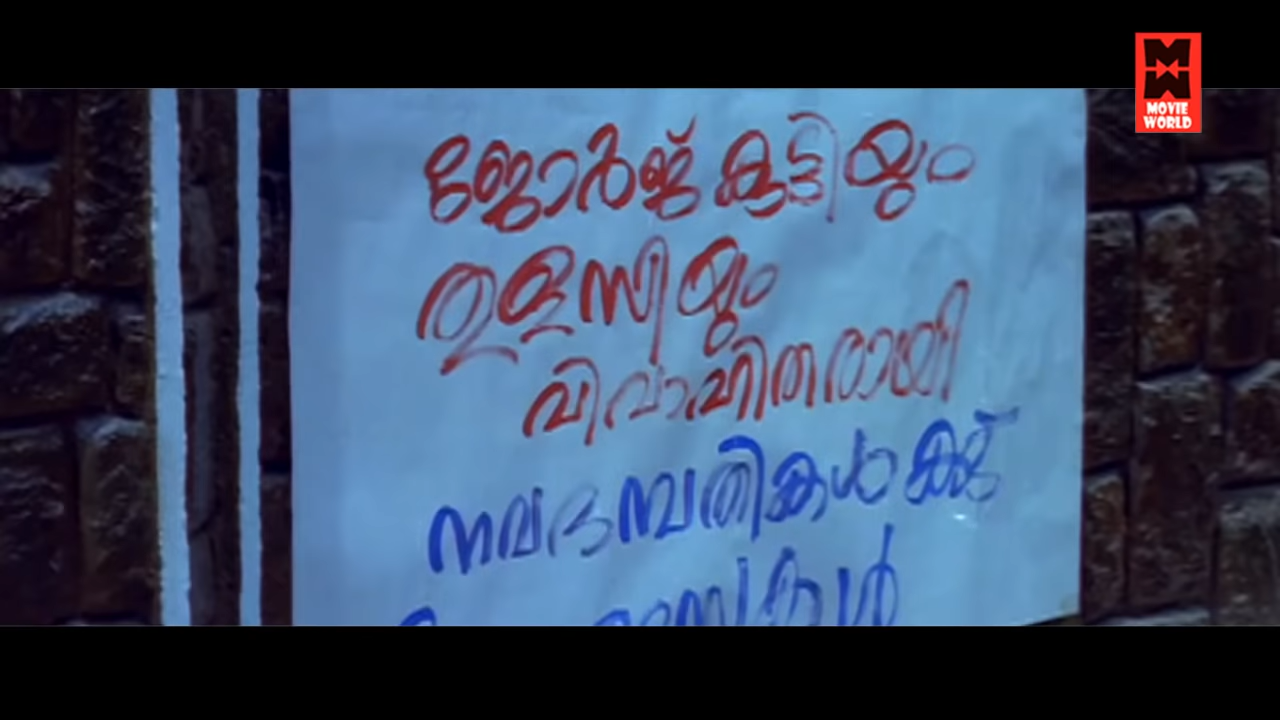 MOVIE
WORLD
ജോർജ് കുട്ടിയും
തുളസിയും
വിവാഹിതരായി
നവദമ്പതികൾക്ക്